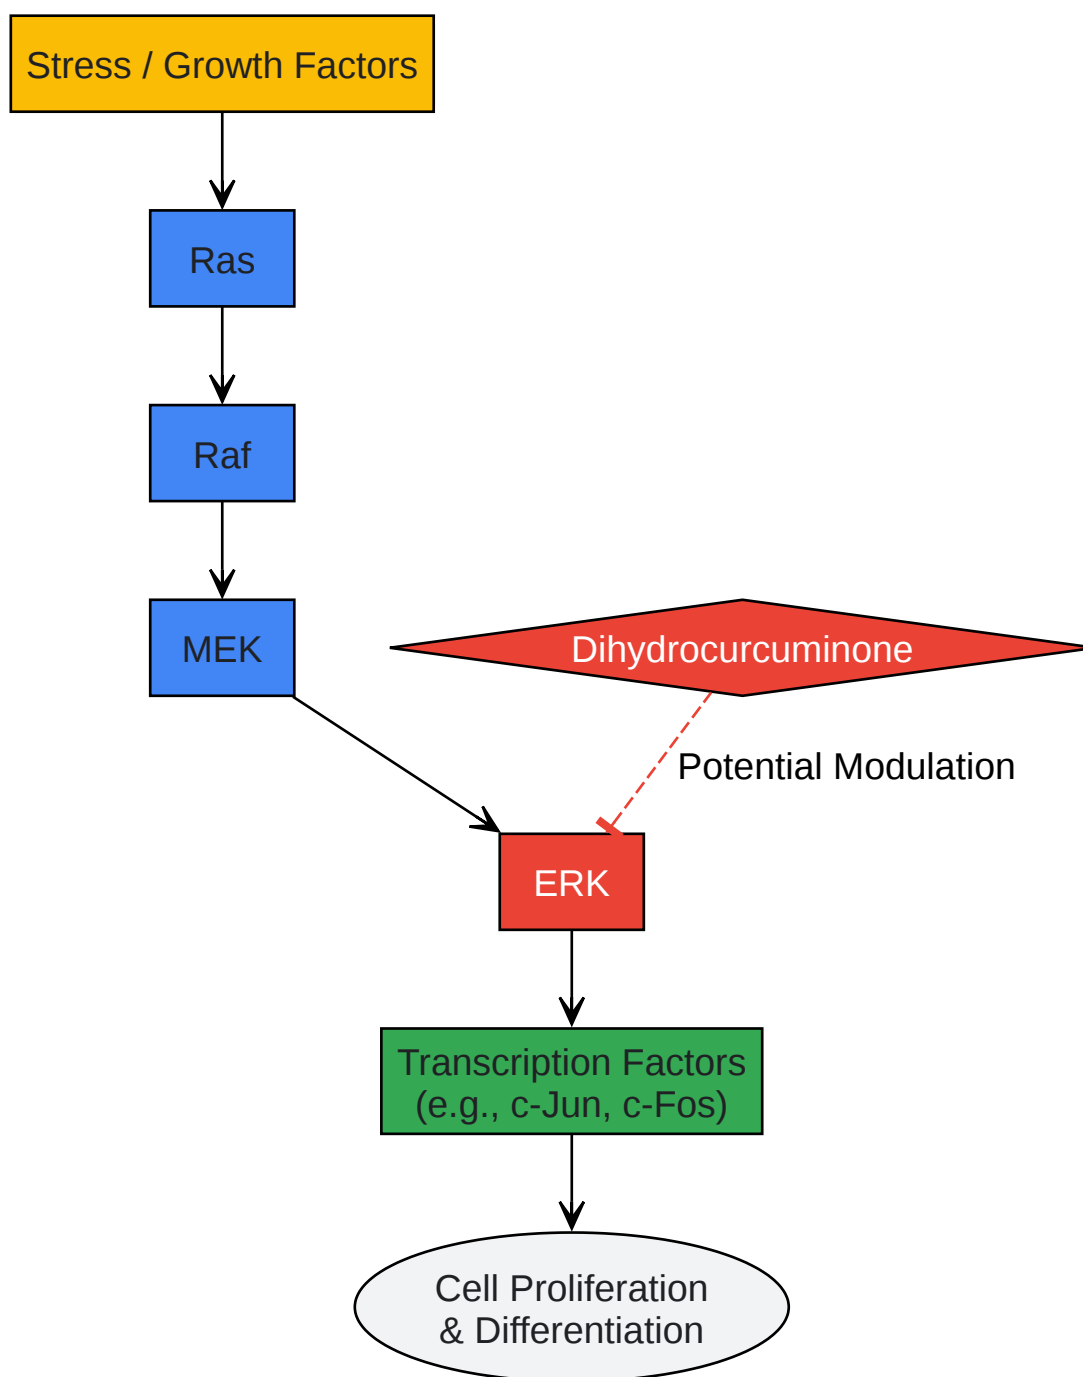 Stress / Growth Factors
Ras
Raf
MEK
Dihydrocurcuminone
Potential Modulation
ERK
Transcription Factors
(e.g., c-Jun, c-Fos)
Cell Proliferation
& Differentiation